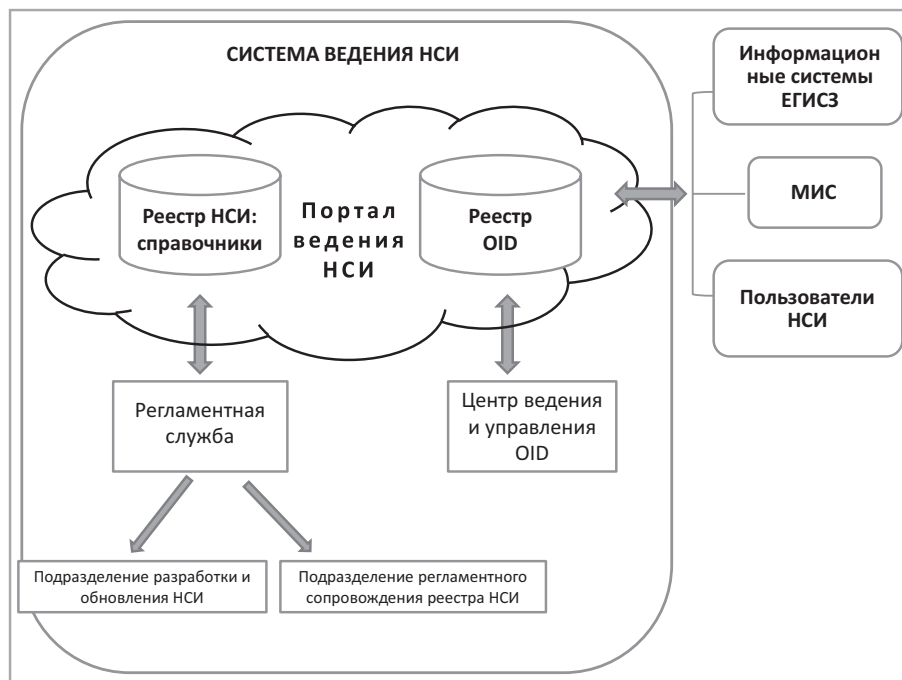 СИСТЕМА ВЕДЕНИЯ НСИ
Реестр НСИ:
справочники
Портал
ведения
НСИ
Реестр
OID
Регламентная
служба
Центр ведения
и управления
OID
Подразделение разработки и
обновления НСИ
Подразделение регламентного
сопровождения реестра НСИ
Информацион
ные системы
ЕГИСЗ
МИС
Пользователи
НСИ